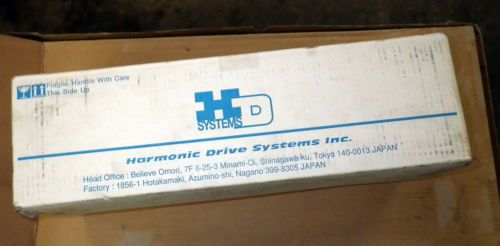 Fragile, Handle With Care
This Side Up
HD
SYSTEMS
Harmonic Drive Systems Inc.
Head Office : Believe Omori, 7F 6-25-3 Minami-Oi, Shinagawa-ku, Tokyo 140-0013 JAPAN
Factory : 1856-1 Hotakamaki, Azumino-shi, Nagano 399-8305 JAPAN